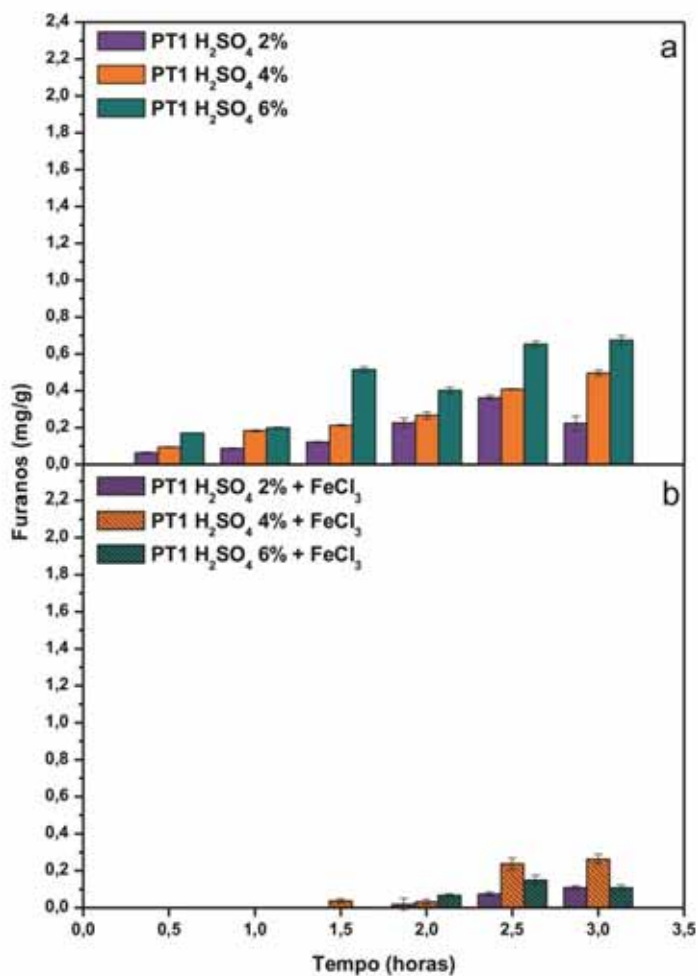 a
PT1 H₂SO₄ 2%
PT1 H₂SO₄ 4%
PT1 H₂SO₄ 6%
2,4
2,2
2,0
1,8
1,6
1,4
1,2
1,0
0,8
0,6
0,4
0,2
0,0
Furanos (mg/g)
b
PT1 H₂SO₄ 2% + FeCl₃
PT1 H₂SO₄ 4% + FeCl₃
PT1 H₂SO₄ 6% + FeCl₃
2,2
2,0
1,8
1,6
1,4
1,2
1,0
0,8
0,6
0,4
0,2
0,0
0,0 0,5 1,0 1,5 2,0 2,5 3,0 3,5
Tempo (horas)